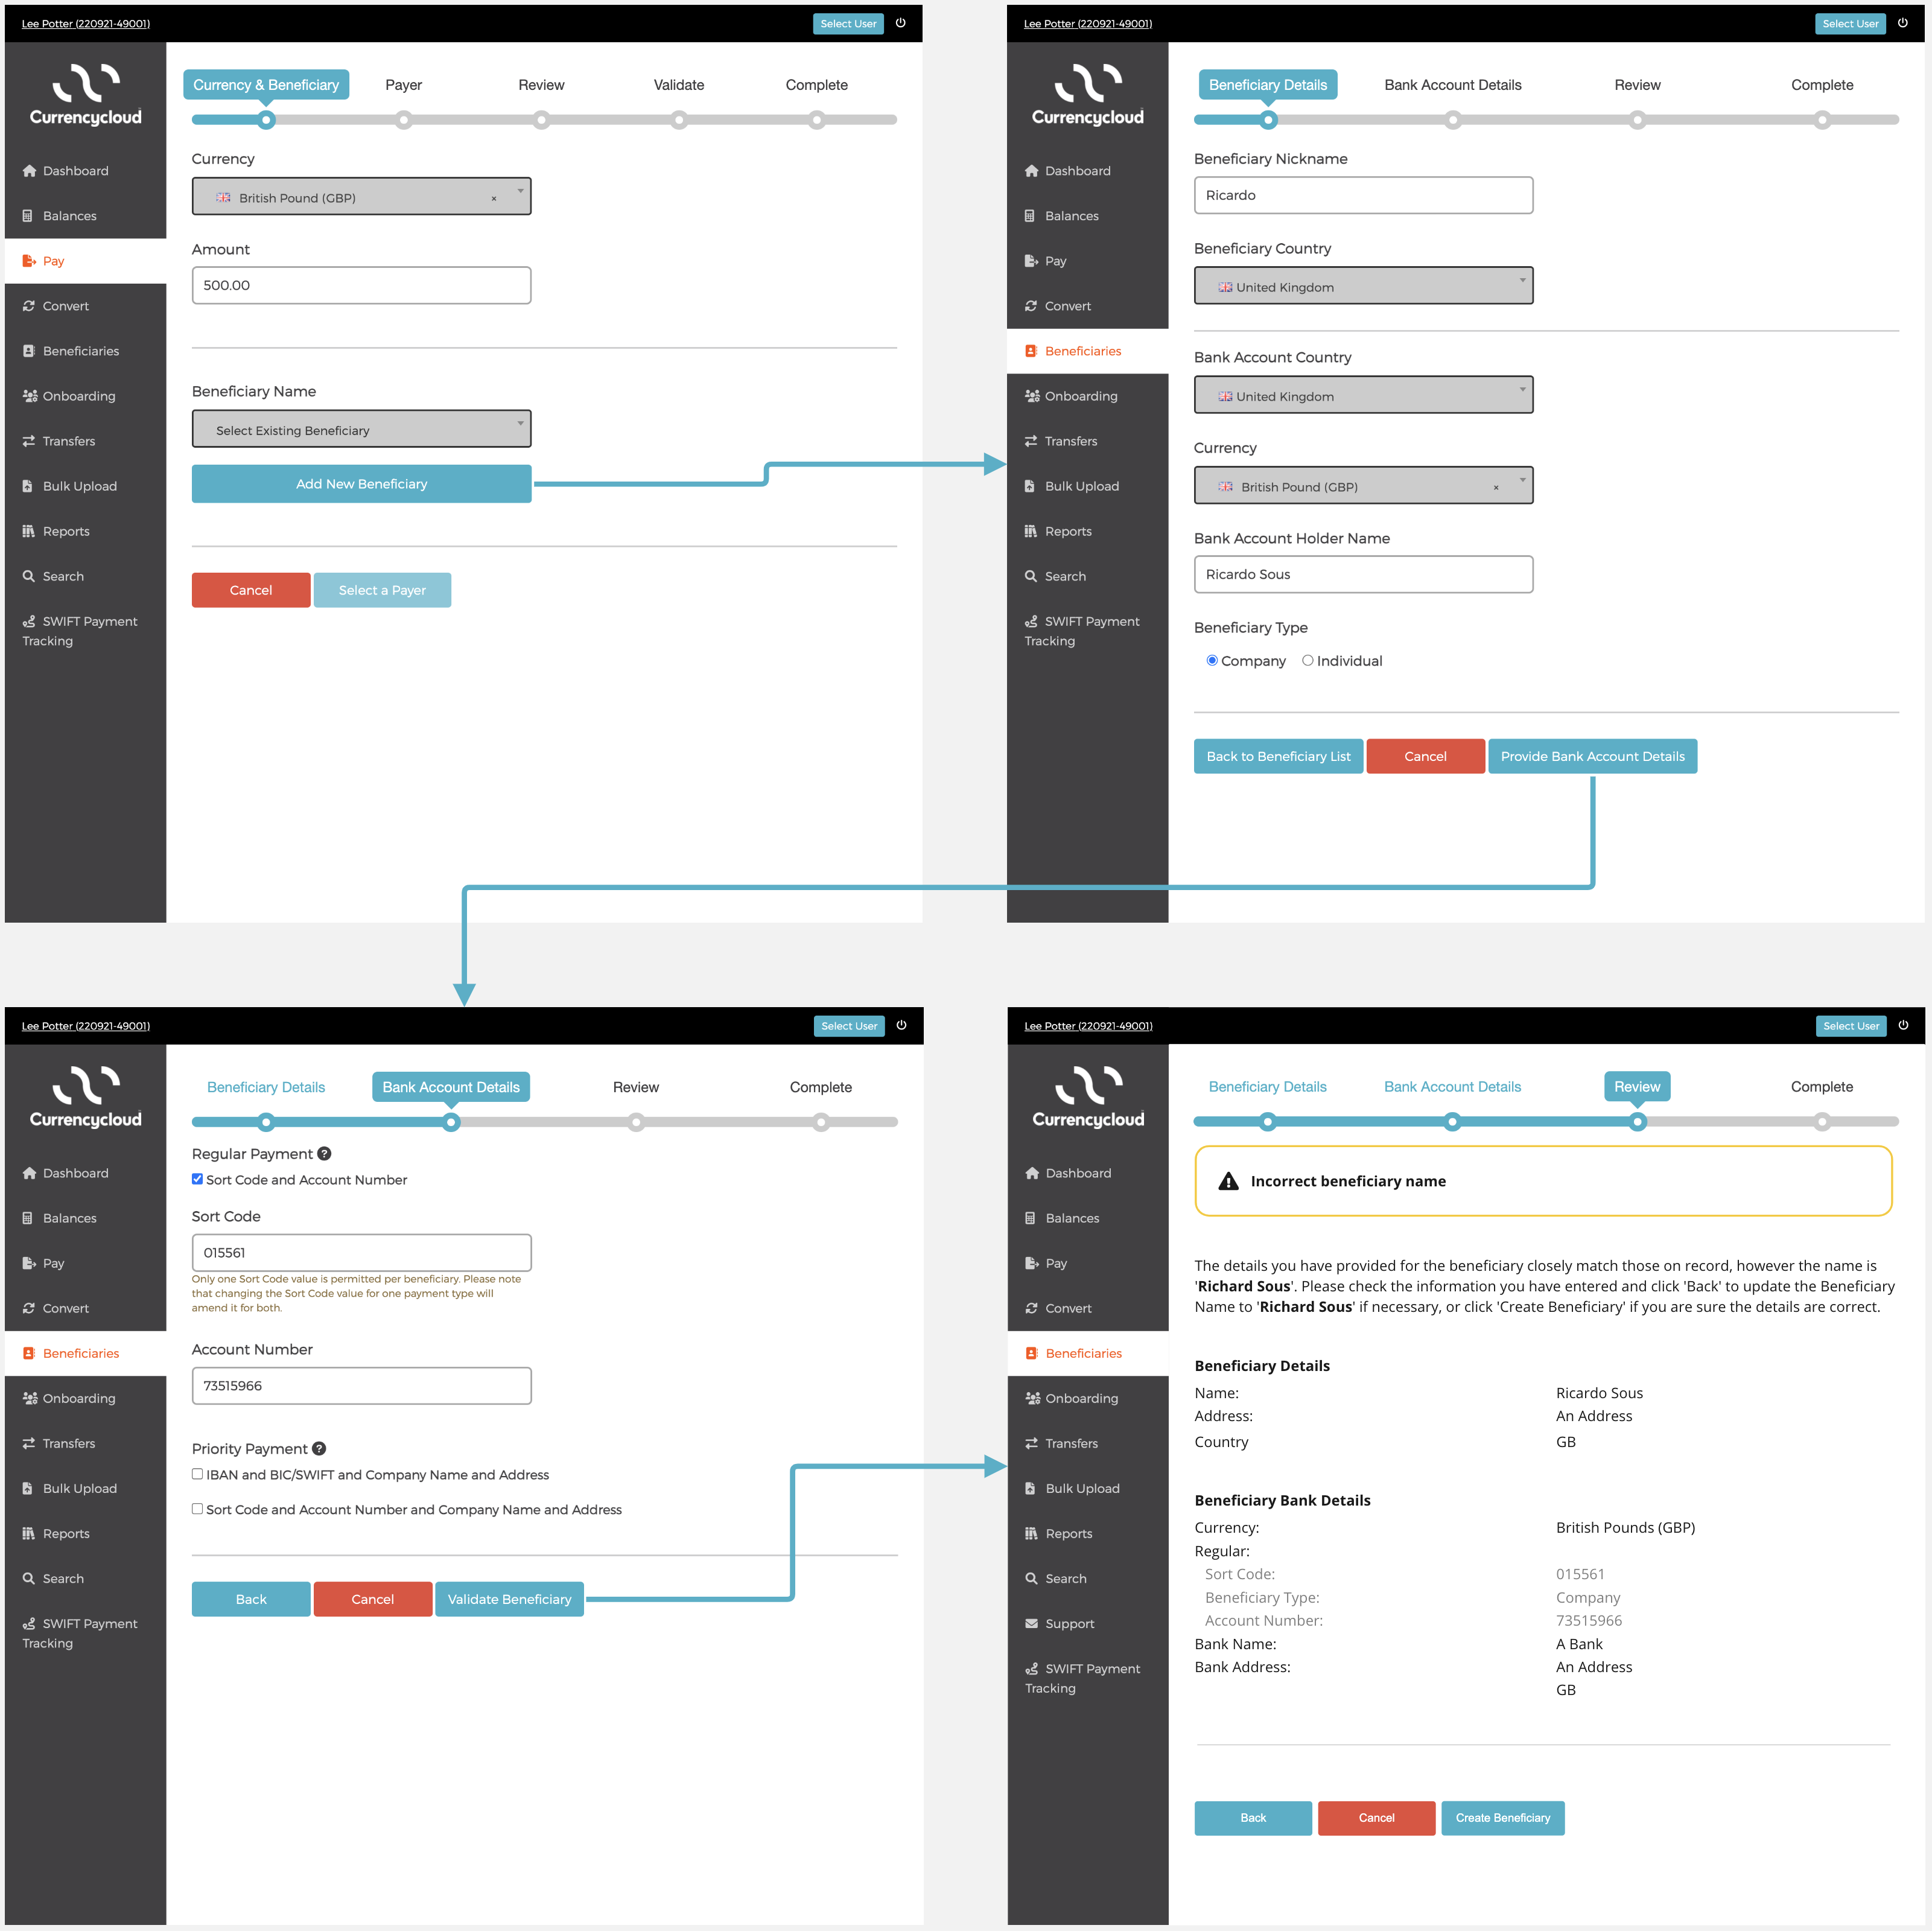 Lee Potter (220921-49001)
Select User
Currencycloud
Dashboard
Balances
Pay
Convert
Beneficiaries
Onboarding
Transfers
Bulk Upload
Reports
Search
SWIFT Payment
Tracking
Currency & Beneficiary
Payer
Review
Validate
Complete
Currency
British Pound (GBP) ×
Amount
500.00
Beneficiary Name
Select Existing Beneficiary
Add New Beneficiary
Cancel
Select a Payer
Lee Potter (220921-49001)
Select User
Currencycloud
Dashboard
Balances
Pay
Convert
Beneficiaries
Onboarding
Transfers
Bulk Upload
Reports
Search
SWIFT Payment
Tracking
Beneficiary Details
Bank Account Details
Review
Complete
Beneficiary Nickname
Ricardo
Beneficiary Country
United Kingdom
Bank Account Country
United Kingdom
Currency
British Pound (GBP) ×
Bank Account Holder Name
Ricardo Sous
Beneficiary Type
Company Individual
Back to Beneficiary List
Cancel
Provide Bank Account Details
Lee Potter (220921-49001)
Select User
Currencycloud
Dashboard
Balances
Pay
Convert
Beneficiaries
Onboarding
Transfers
Bulk Upload
Reports
Search
SWIFT Payment
Tracking
Beneficiary Details
Bank Account Details
Review
Complete
Regular Payment ?
Sort Code and Account Number
Sort Code
015561
Only one Sort Code value is permitted per beneficiary. Please note
that changing the Sort Code value for one payment type will
amend it for both.
Account Number
73515966
Priority Payment ?
IBAN and BIC/SWIFT and Company Name and Address
Sort Code and Account Number and Company Name and Address
Back
Cancel
Validate Beneficiary
Lee Potter (220921-49001)
Select User
Currencycloud
Dashboard
Balances
Pay
Convert
Beneficiaries
Onboarding
Transfers
Bulk Upload
Reports
Search
Support
SWIFT Payment
Tracking
Beneficiary Details
Bank Account Details
Review
Complete
Incorrect beneficiary name
The details you have provided for the beneficiary closely match those on record, however the name is
'Richard Sous'. Please check the information you have entered and click 'Back' to update the Beneficiary
Name to 'Richard Sous' if necessary, or click 'Create Beneficiary' if you are sure the details are correct.
Beneficiary Details
Name: Ricardo Sous
Address: An Address
Country GB
Beneficiary Bank Details
Currency: British Pounds (GBP)
Regular:
Sort Code: 015561
Beneficiary Type: Company
Account Number: 73515966
Bank Name: A Bank
Bank Address: An Address
GB
Back
Cancel
Create Beneficiary